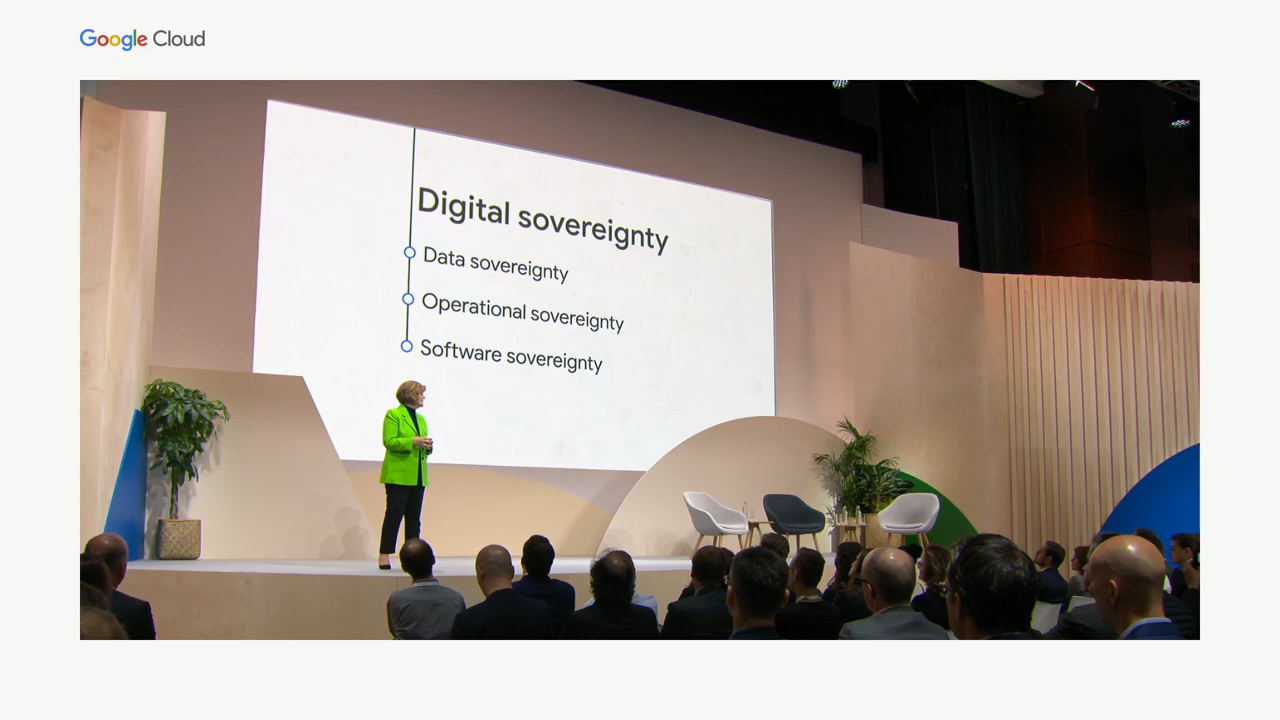 Google Cloud
Digital sovereignty
Data sovereignty
Operational sovereignty
Software sovereignty